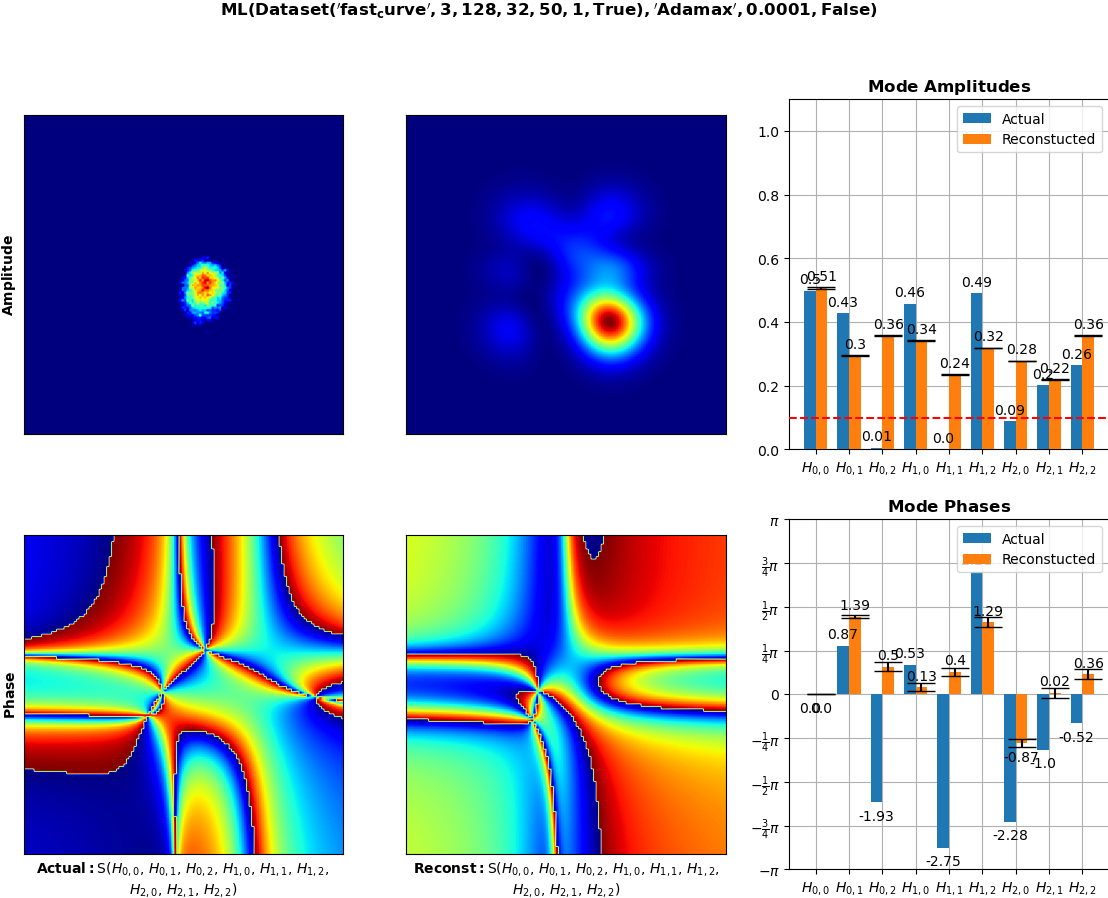 ML(Dataset('fast_curve', 3, 128, 32, 50, 1, True), 'Adamax', 0.0001, False)
Mode Amplitudes
Amplitude
1.0
0.8
0.6
0.4
0.2
0.0
Actual
Reconstucted
0.5
0.51
0.43
0.3
0.01
0.36
0.46
0.34
0.0
0.24
0.49
0.32
0.09
0.28
0.2
0.22
0.26
0.36
H0,0 H0,1 H0,2 H1,0 H1,1 H1,2 H2,0 H2,1 H2,2
Mode Phases
Phase
π
3/4π
1/2π
1/4π
0
−1/4π
−1/2π
−3/4π
−π
Actual
Reconstucted
0.0
0.0
0.87
1.39
-1.93
0.5
0.53
0.13
-2.75
0.4
1.29
-2.28
-0.87
-1.0
0.02
-0.52
0.36
H0,0 H0,1 H0,2 H1,0 H1,1 H1,2 H2,0 H2,1 H2,2
Actual: S(H0,0, H0,1, H0,2, H1,0, H1,1, H1,2,
H2,0, H2,1, H2,2)
Reconst: S(H0,0, H0,1, H0,2, H1,0, H1,1, H1,2,
H2,0, H2,1, H2,2)